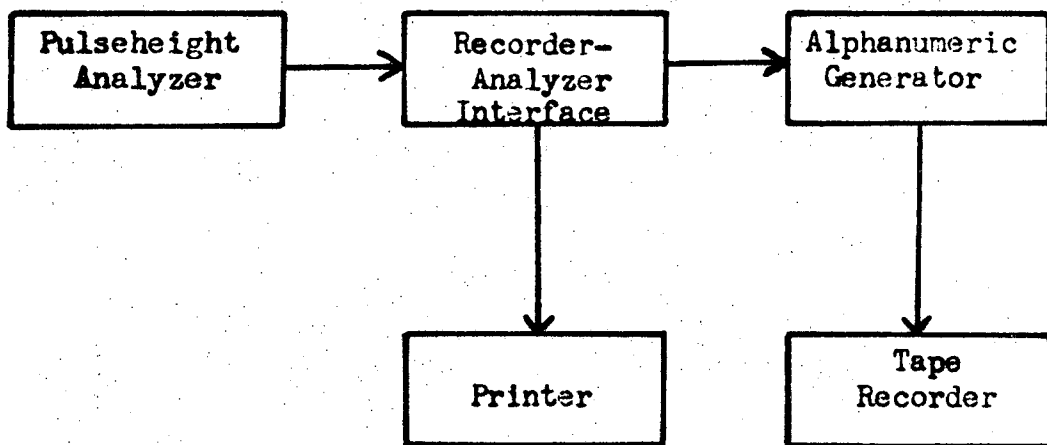 Pulseheight
Analyzer
Recorder-
Analyzer
Interface
Alphanumeric
Generator
Printer
Tape
Recorder